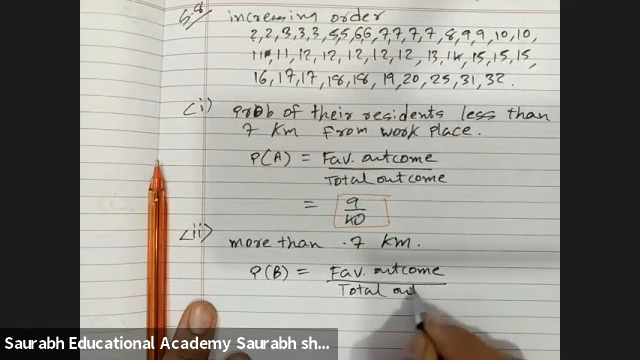 increasing order
2,2,3,3,3,5,5,6,6,7,7,7,7,8,9,9,10,10,
11,11,12,12,12,12,12,12,13,14,15,15,15,
16,17,17,18,18,19,20,25,31,32.
(i) prob of their residents less than
7 Km from work place.
P(A) = Fav. outcome
Total outcome
= 9
40
(ii) more than .7 Km.
P(B) = Fav. outcome
Total out
Saurabh Educational Academy Saurabh sh...